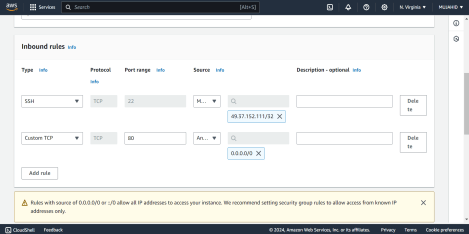 aws
Services
Search
[Alt+S]
N. Virginia ▼
MUJAHID ▼
Inbound rules Info
Type Info
Protocol Info
Port range Info
Source Info
Description - optional Info
SSH
TCP
22
M...
49.37.152.111/32 X
Delete
Custom TCP
TCP
80
An...
0.0.0.0/0 X
Delete
Add rule
Rules with source of 0.0.0.0/0 or ::/0 allow all IP addresses to access your instance. We recommend setting security group rules to allow access from known IP
addresses only.
CloudShell Feedback
© 2024, Amazon Web Services, Inc. or its affiliates. Privacy Terms Cookie preferences